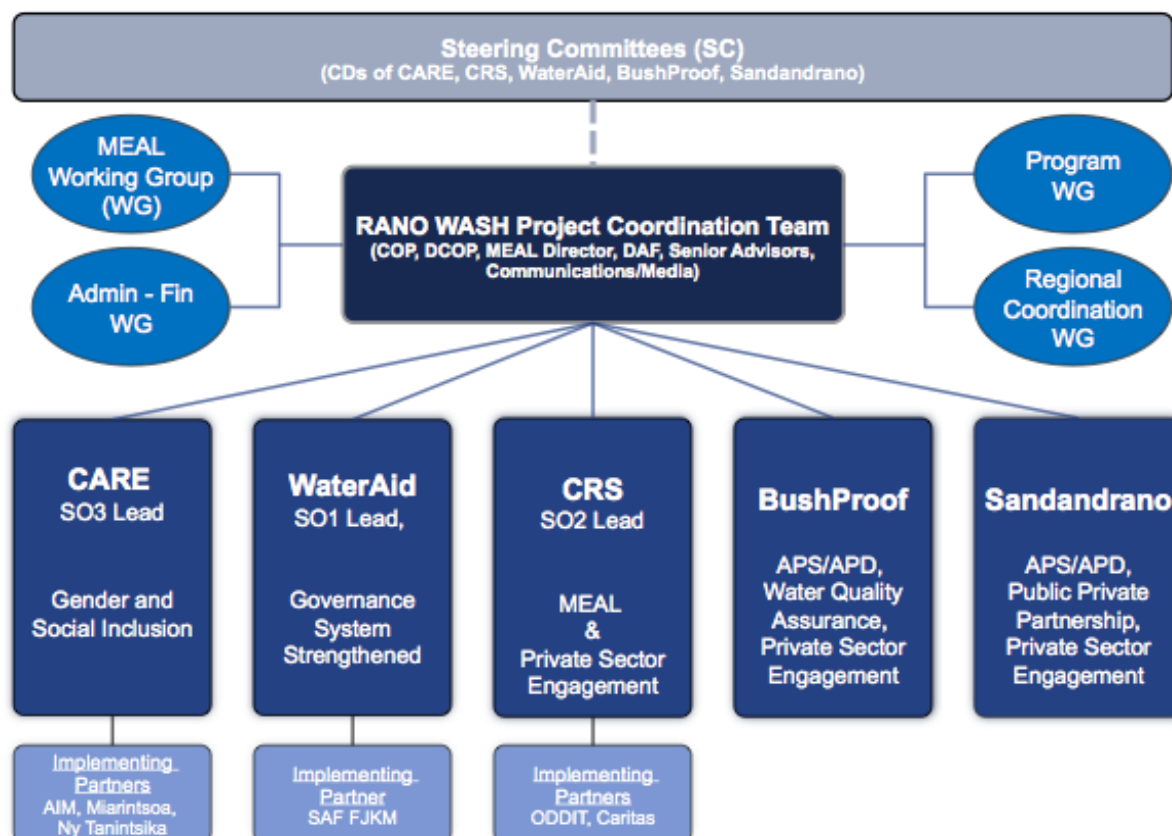 Steering Committees (SC)
(CDs of CARE, CRS, WaterAid, BushProof, Sandandrano)
MEAL
Working Group
(WG)
Program
WG
RANO WASH Project Coordination Team
(COP, DCOP, MEAL Director, DAF, Senior Advisors,
Communications/Media)
Admin - Fin
WG
Regional
Coordination
WG
CARE
SO3 Lead
Gender and
Social Inclusion
WaterAid
SO1 Lead,
Governance
System
Strengthened
CRS
SO2 Lead
MEAL
&
Private Sector
Engagement
BushProof
APS/APD,
Water Quality
Assurance,
Private Sector
Engagement
Sandandrano
APS/APD,
Public Private
Partnership,
Private Sector
Engagement
Implementing
Partners
AIM, Miarintsoa,
Ny Tanintsika
Implementing
Partner
SAF FJKM
Implementing
Partners
ODDIT, Caritas